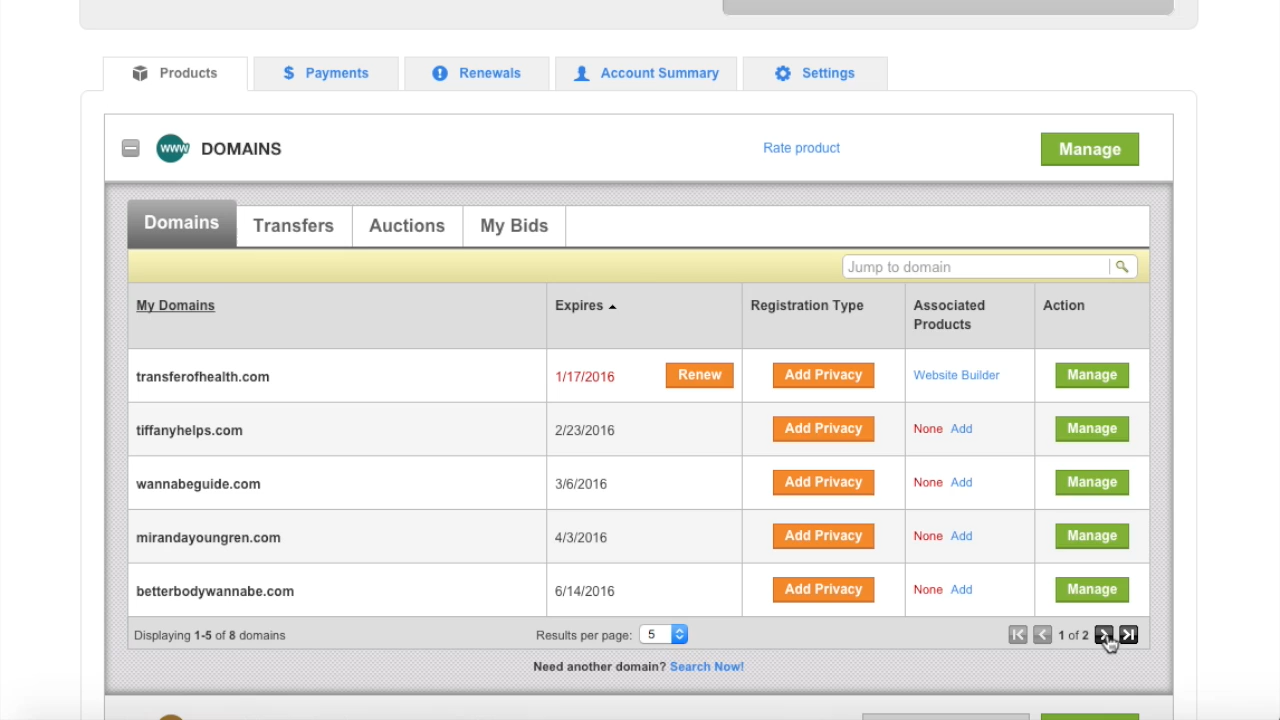 Products
$ Payments
Renewals
Account Summary
Settings
www DOMAINS
Rate product
Manage
Domains
Transfers
Auctions
My Bids
Jump to domain
My Domains
Expires
Registration Type
Associated
Products
Action
transferofhealth.com 1/17/2016 Renew Add Privacy Website Builder Manage
tiffanyhelps.com 2/23/2016 Add Privacy None Add Manage
wannabeguide.com 3/6/2016 Add Privacy None Add Manage
mirandayoungren.com 4/3/2016 Add Privacy None Add Manage
betterbodywannabe.com 6/14/2016 Add Privacy None Add Manage
Displaying 1-5 of 8 domains
Results per page: 5
1 of 2
Need another domain? Search Now!